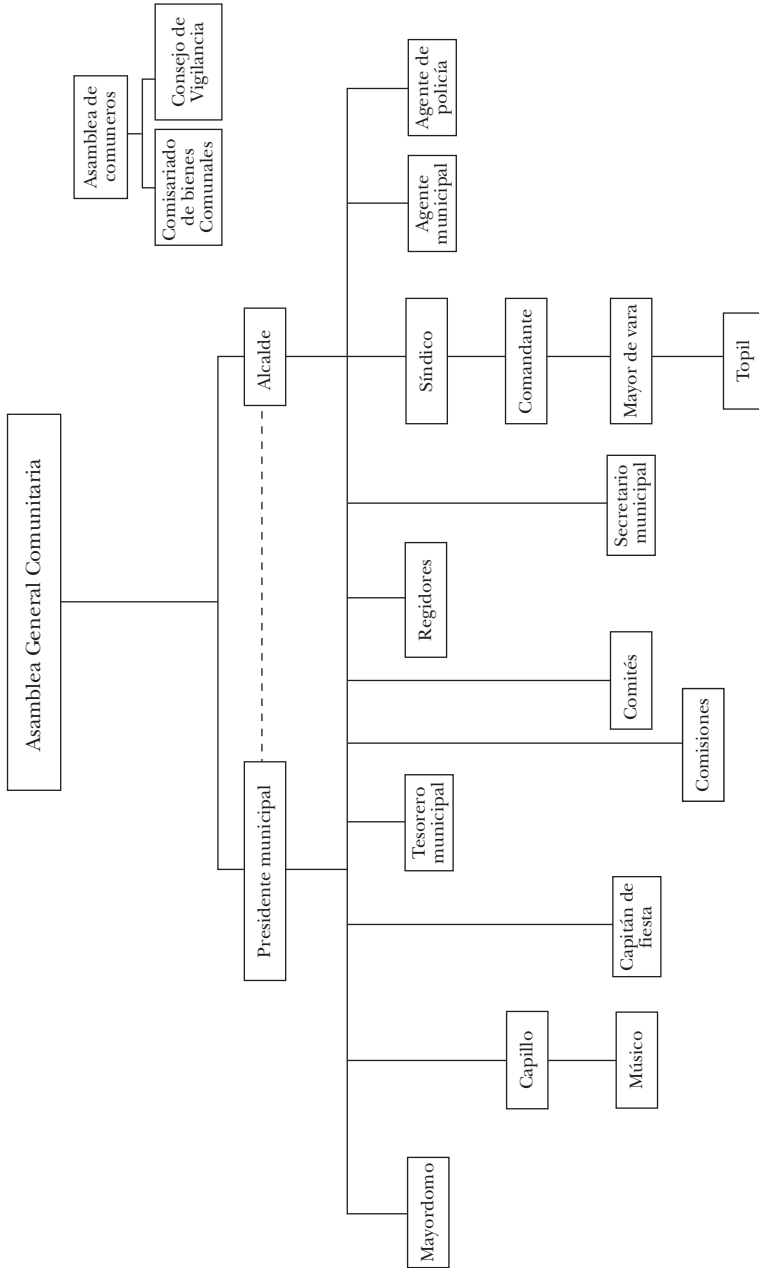 Asamblea General Comunitaria
Asamblea de
comuneros
Comisariado
de bienes
Comunales
Consejo de
Vigilancia
Presidente municipal
Alcalde
Mayordomo
Tesorero
municipal
Regidores
Síndico
Agente
municipal
Agente de
policía
Capillo
Comandante
Músico
Capitán de
fiesta
Comités
Secretario
municipal
Mayor de vara
Comisiones
Topil